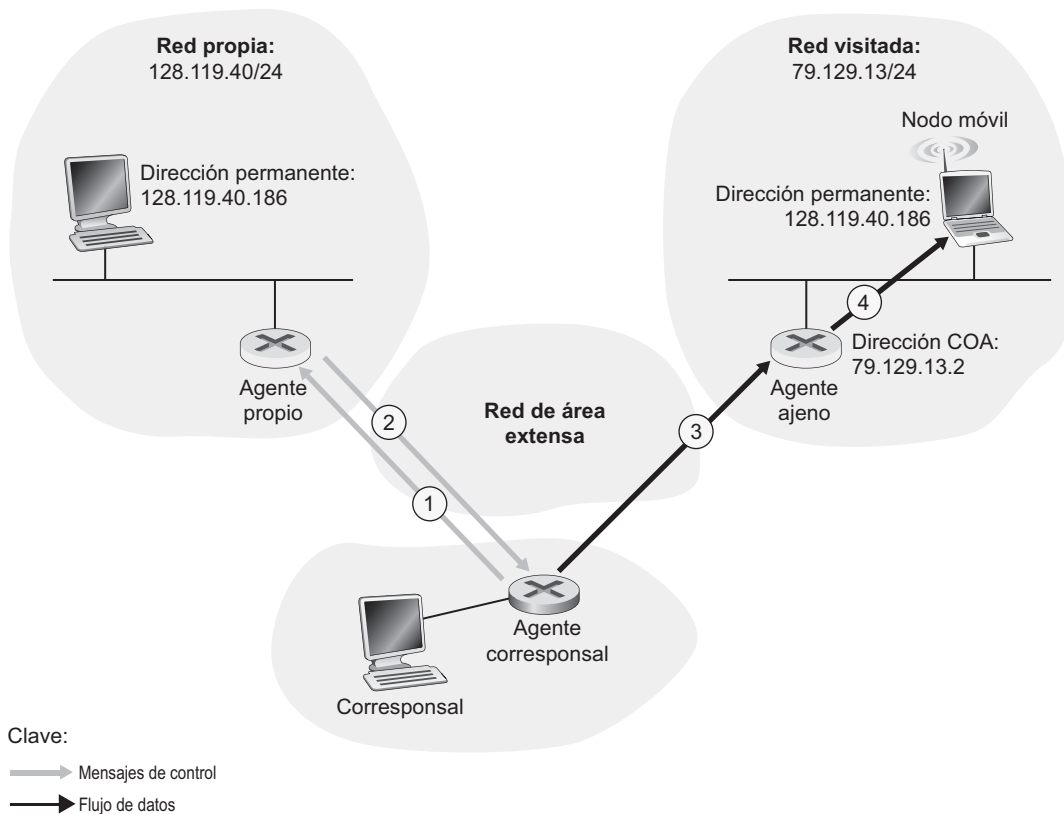 Red propia:
128.119.40/24
Dirección permanente:
128.119.40.186
Agente
propio
Red visitada:
79.129.13/24
Nodo móvil
Dirección permanente:
128.119.40.186
4
Dirección COA:
79.129.13.2
Agente
ajeno
Red de área
extensa
2
3
1
Agente
corresponsal
Corresponsal
Clave:
Mensajes de control
Flujo de datos